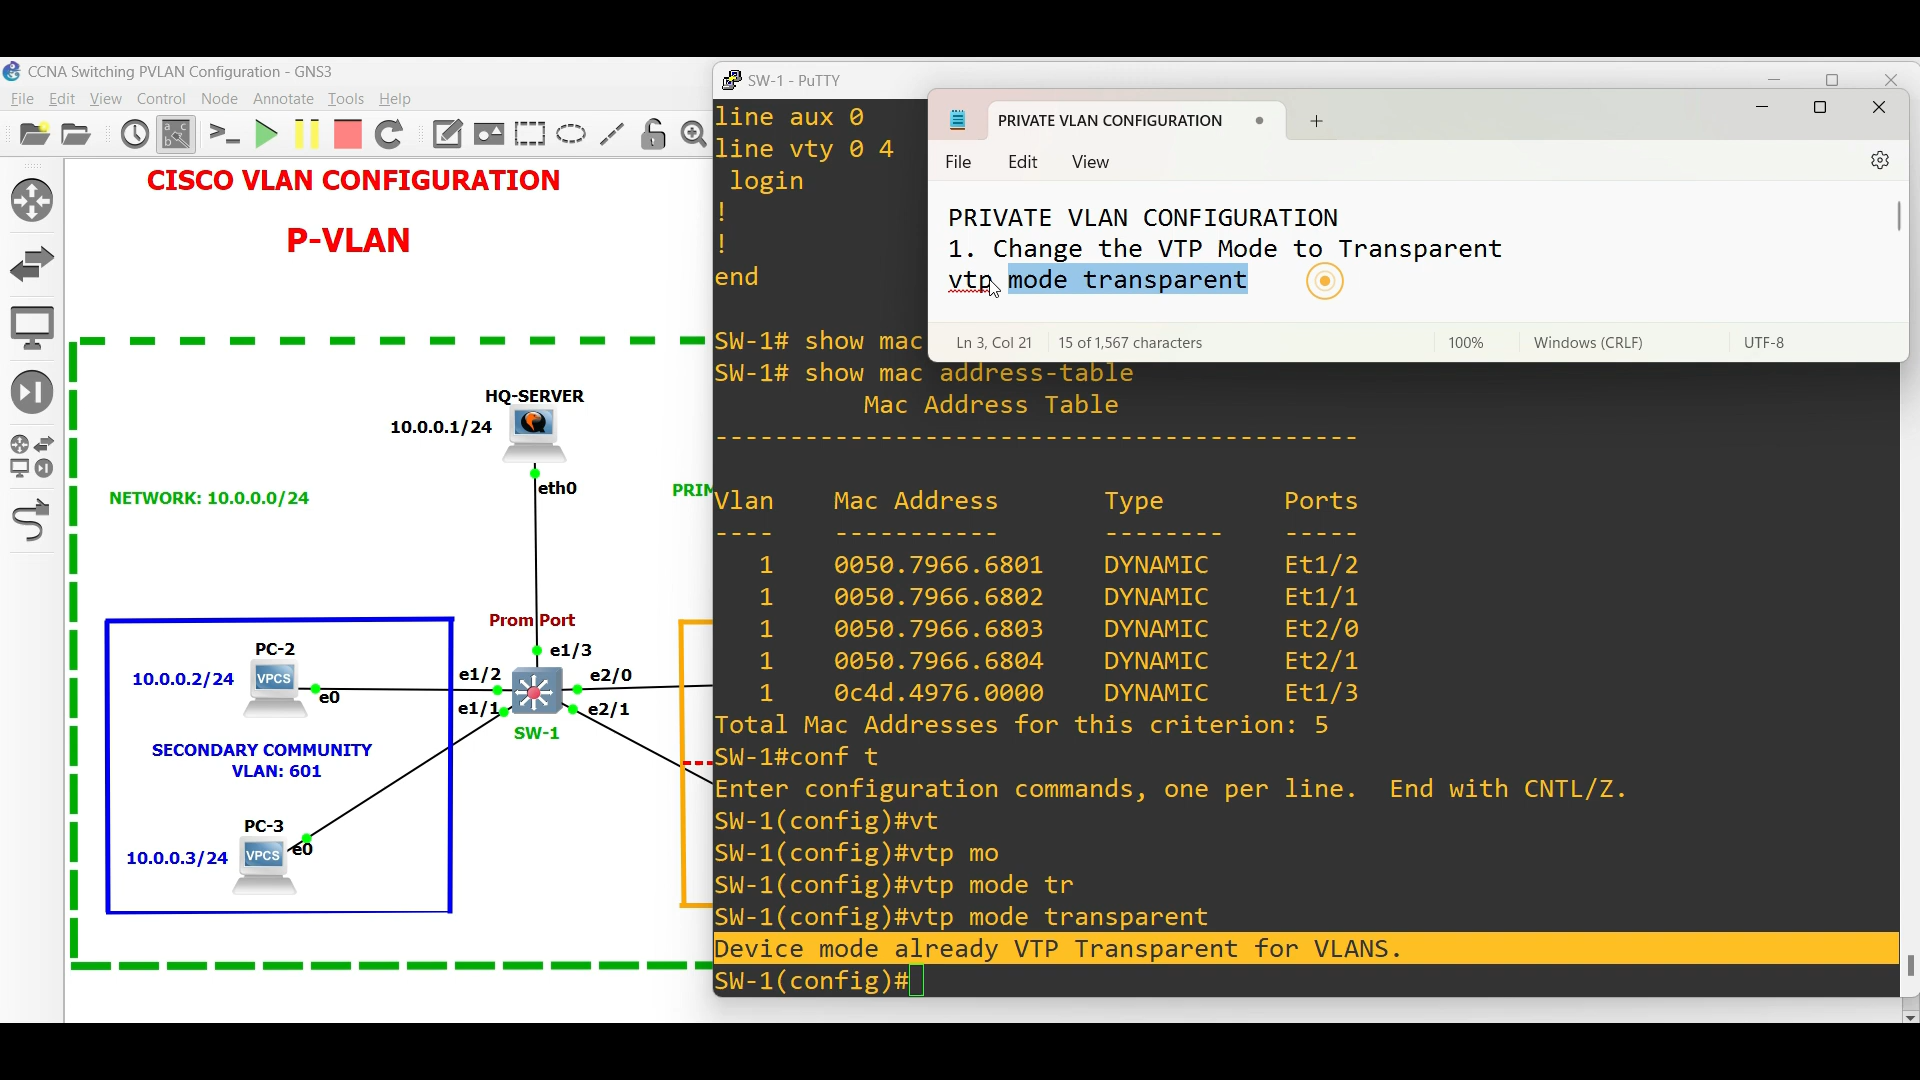 CCNA Switching PVLAN Configuration - GNS3
File Edit View Control Node Annotate Tools Help
CISCO VLAN CONFIGURATION
P-VLAN
HQ-SERVER
10.0.0.1/24
eth0
NETWORK: 10.0.0.0/24
PRIM
Prom Port
e1/3
PC-2
10.0.0.2/24
VPCS
e0
e1/2
e2/0
e1/1
e2/1
SW-1
SECONDARY COMMUNITY
VLAN: 601
PC-3
10.0.0.3/24
VPCS
e0
SW-1 - PuTTY
line aux 0
line vty 0 4
login
!
!
end
SW-1# show mac
SW-1# show mac address-table
Mac Address Table
-------------------------------------------
Vlan Mac Address Type Ports
---- ----------- -------- -----
1 0050.7966.6801 DYNAMIC Et1/2
1 0050.7966.6802 DYNAMIC Et1/1
1 0050.7966.6803 DYNAMIC Et2/0
1 0050.7966.6804 DYNAMIC Et2/1
1 0c4d.4976.0000 DYNAMIC Et1/3
Total Mac Addresses for this criterion: 5
SW-1#conf t
Enter configuration commands, one per line. End with CNTL/Z.
SW-1(config)#vt
SW-1(config)#vtp mo
SW-1(config)#vtp mode tr
SW-1(config)#vtp mode transparent
Device mode already VTP Transparent for VLANS.
SW-1(config)#
PRIVATE VLAN CONFIGURATION
File Edit View
PRIVATE VLAN CONFIGURATION
1. Change the VTP Mode to Transparent
vtp mode transparent
Ln 3, Col 21 15 of 1,567 characters 100% Windows (CRLF) UTF-8